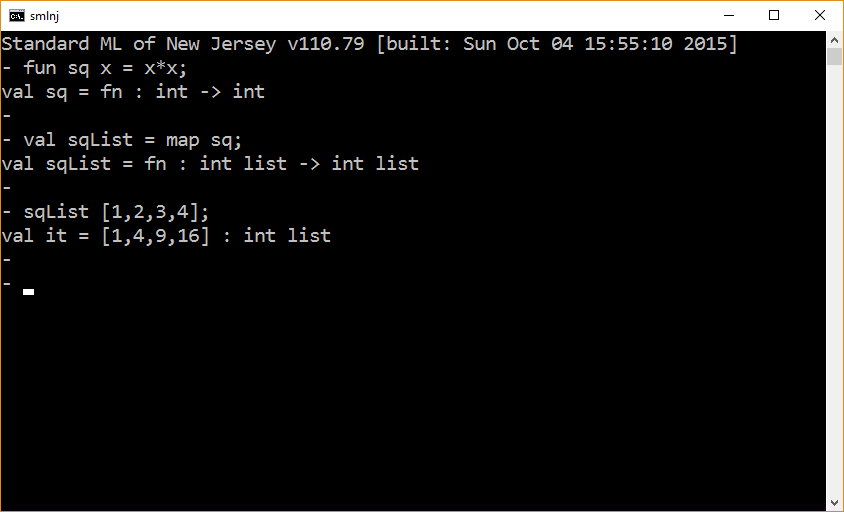 smlnj
Standard ML of New Jersey v110.79 [built: Sun Oct 04 15:55:10 2015]
- fun sq x = x*x;
val sq = fn : int -> int
-
- val sqList = map sq;
val sqList = fn : int list -> int list
-
- sqList [1,2,3,4];
val it = [1,4,9,16] : int list
-
-